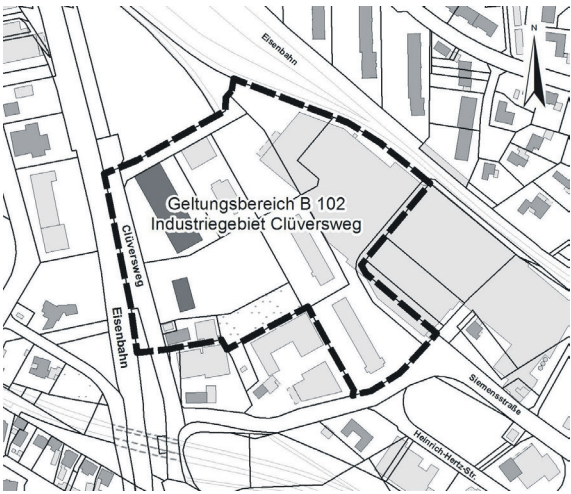 Eisenbahn
N
Geltungsbereich B 102
Industriegebiet Clüversweg
Clüversweg
Eisenbahn
Siemensstraße
Heinrich-Hertz-Str.